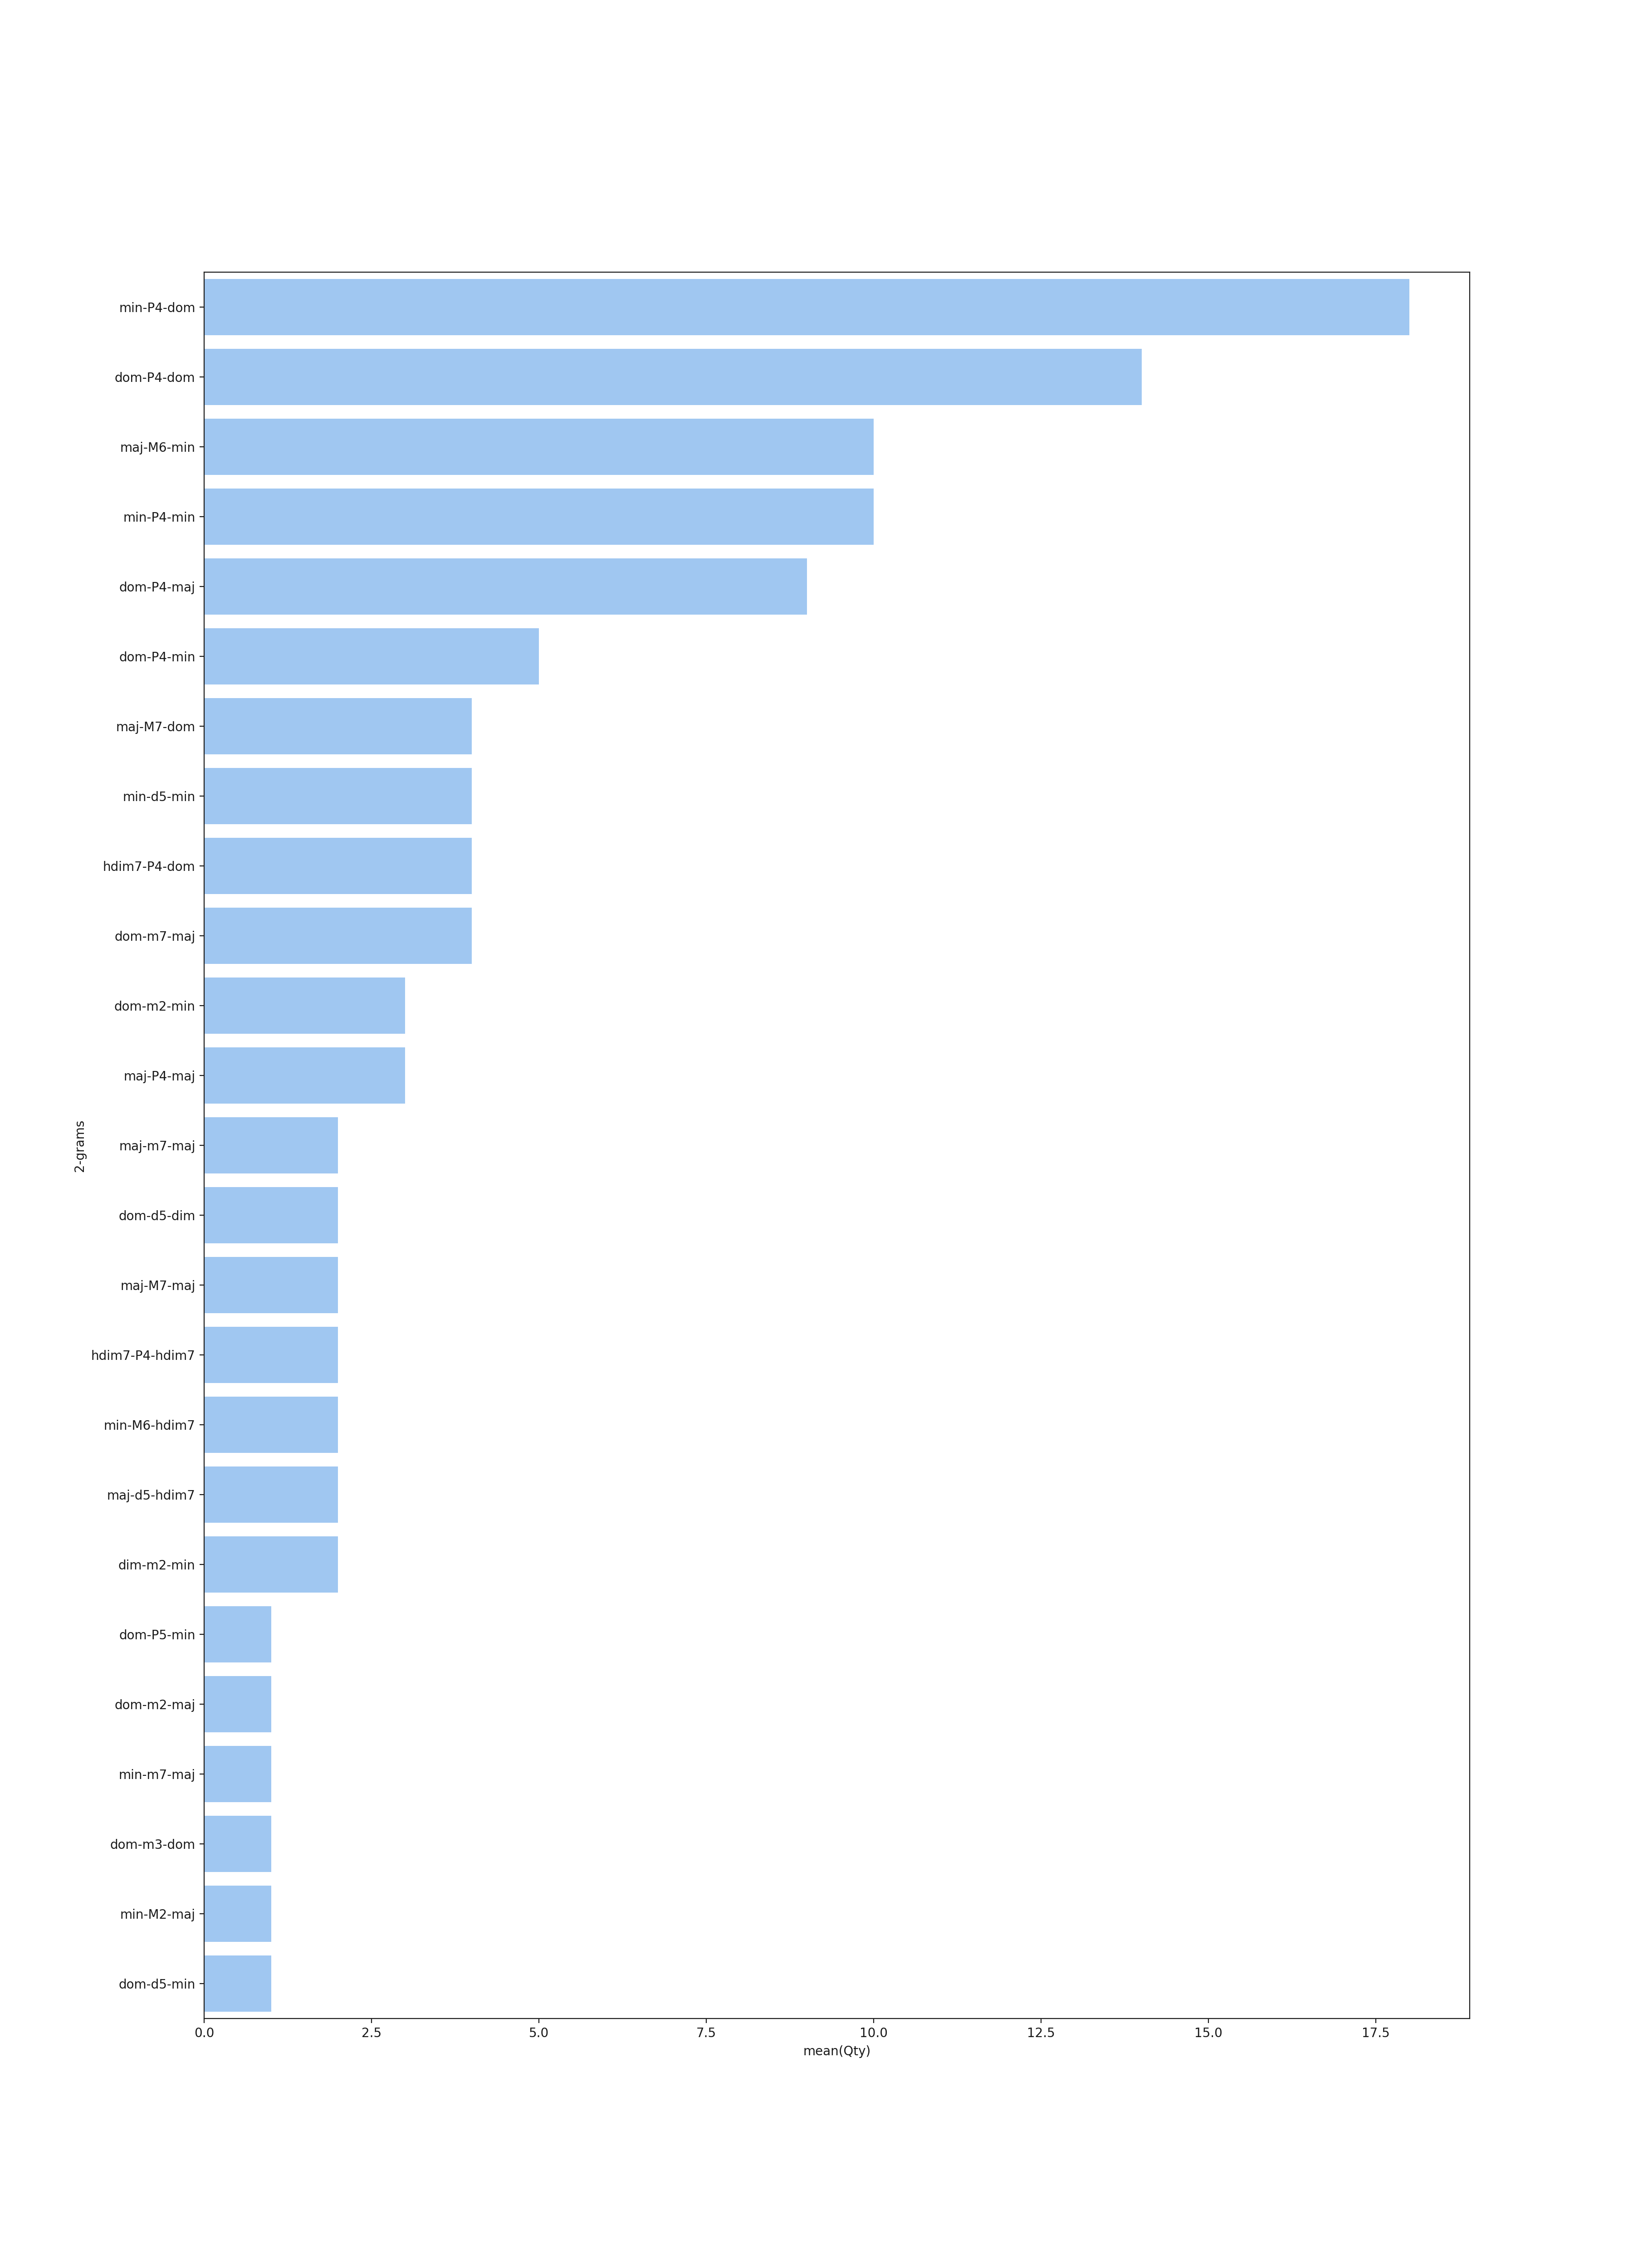 min-P4-dom
dom-P4-dom
maj-M6-min
min-P4-min
dom-P4-maj
dom-P4-min
maj-M7-dom
min-d5-min
hdim7-P4-dom
dom-m7-maj
dom-m2-min
maj-P4-maj
maj-m7-maj
dom-d5-dim
maj-M7-maj
hdim7-P4-hdim7
min-M6-hdim7
maj-d5-hdim7
dim-m2-min
dom-P5-min
dom-m2-maj
min-m7-maj
dom-m3-dom
min-M2-maj
dom-d5-min
2-grams
0.0 2.5 5.0 7.5 10.0 12.5 15.0 17.5
mean(Qty)